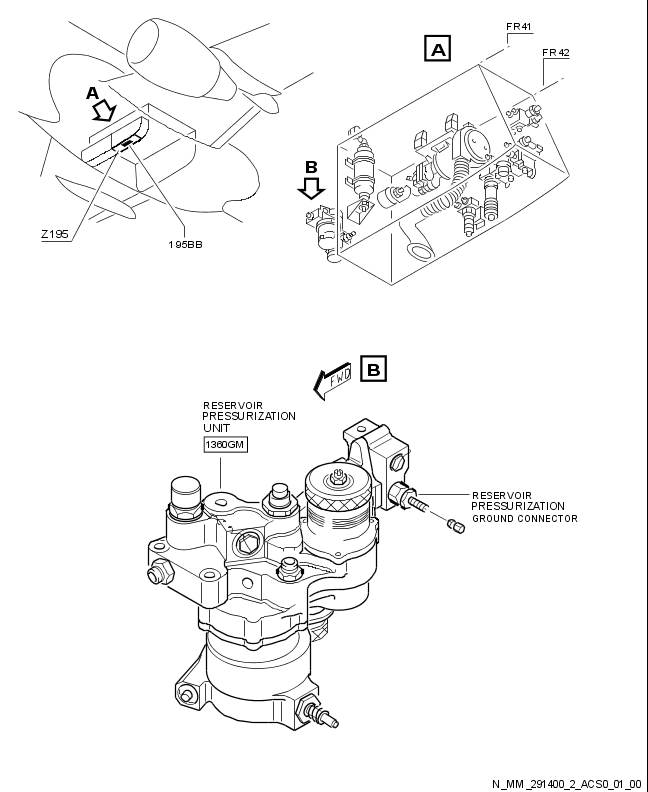 FR41
A
FR42
A
B
Z195
195BB
FWD
B
RESERVOIR
PRESSURIZATION
UNIT
1360GM
RESERVOIR
PRESSURIZATION
GROUND CONNECTOR
N_MM_291400_2_ACS0_01_00